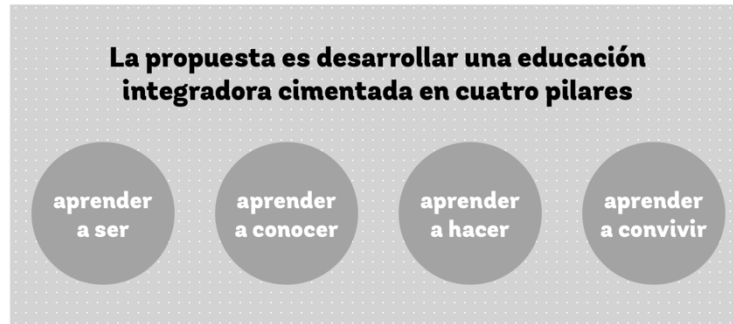 La propuesta es desarrollar una educación
integradora cimentada en cuatro pilares
aprender
a ser
aprender
a conocer
aprender
a hacer
aprender
a convivir